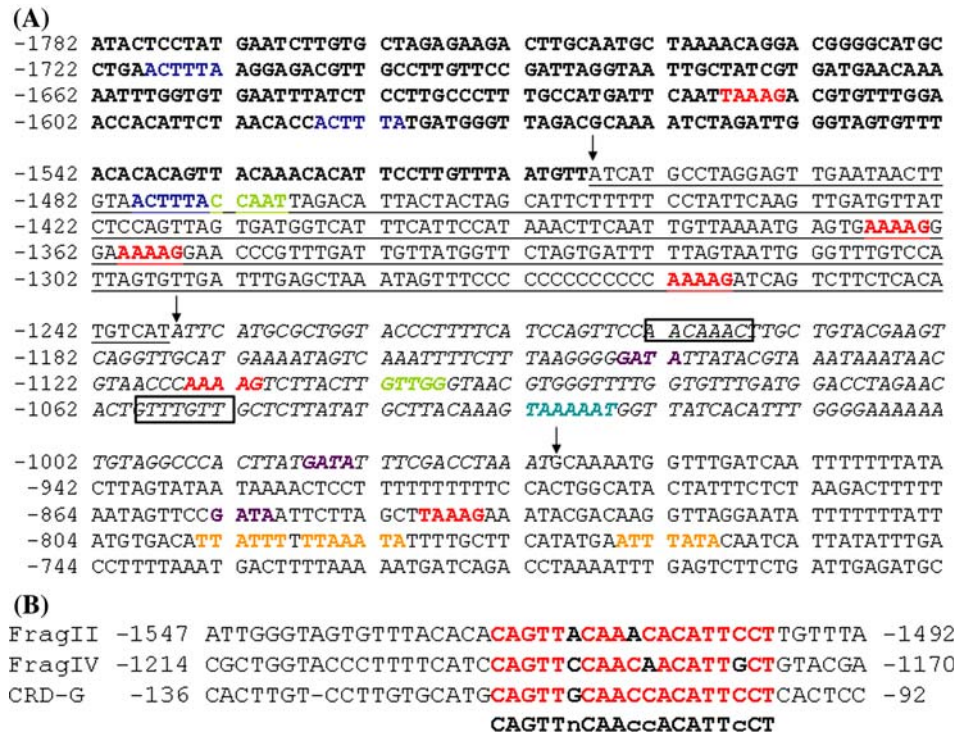 (A)
-1782 ATACTCCTAT GAATCTTGTG CTAGAGAAGA CTTGCAATGC TAAAACAGGA CGGGGCATGC
-1722 CTGAACTTTA AGGAGACGTT GCCTTGTTCC GATTAGGTAA TTGCTATCGT GATGAACAAA
-1662 AATTTGGTGT GAATTTATCT CCTTGCCCTT TGCCATGATT CAATTAAAGA CGTGTTTGGA
-1602 ACCACATTCT AACACCACTT TATGATGGGT TAGACGCAAA ATCTAGATTG GGTAGTGTTT
-1542 ACACACAGTT ACAAACACAT TCCTTGTTTA ATGTTATCAT GCCTAGGAGT TGAATAACTT
-1482 GTAACTTTAC CCAATTAGACA TTACTACTAG CATTCTTTTT CCTATTCAAG TTGATGTTAT
-1422 CTCCAGTTAG TGATGGTCAT TTCATTCCAT AAACTTCAAT TGTTAAAATG AGTGAAAAGG
-1362 GAAAAAGGAA CCCGTTTGAT TGTTATGGTT CTAGTGATTT TTAGTAATTG GGTTTGTCCA
-1302 TTAGTGTTGA TTTGAGCTAA ATAGTTTCCC CCCCCCCCCC AAAAGATCAG TCTTCTCACA
-1242 TGTCATATTC ATGCGCTGGT ACCCTTTTCA TCCAGTTCCA ACAAACTTGC TGTACGAAGT
-1182 CAGGTTGCAT GAAAATAGTC AAATTTTCTT TAAGGGGGAT ATTATACGTA AATAAATAAC
-1122 GTAACCCAAA AGTCTTACTT GTTGGGTAAC GTGGGTTTTG GTGTTTGATG GACCTAGAAC
-1062 ACTGTTTGTT GCTCTTATAT GCTTACAAAG TAAAAATGGT TATCACATTT GGGGAAAAAA
-1002 TGTAGGCCCA CTTATGATAT TTCGACCTAA ATGCAAAATG GTTTGATCAA TTTTTTTATA
-942 CTTAGTATAA TAAAACTCCT TTTTTTTTTC CACTGGCATA CTATTTCTCT AAGACTTTTT
-864 AATAGTTCCG ATAATTCTTA GCTTAAAGAA ATACGACAAG GTTAGGAATA TTTTTTTTAT
-804 ATGTGACATT ATTTTTTAAA TATTTTGCTT CATATGAATT TATACAATCA TTATATTTGA
-744 CCTTTTAAAT GACTTTTAAA AATGATCAGA CCTAAAATTT GAGTCTTCTG ATTGAGATGC
(B)
FragII -1547 ATTGGGTAGTGTTTACACACAGTTACAAACACATTCCTTGTTTA -1492
FragIV -1214 CGCTGGTACCCTTTTCATCCAGTTCCAACAACATTGCTGTACGA -1170
CRD-G -136 CACTTGT-CCTTGTGCATGCAGTTGCAACCACATTCCTCACTCC -92
CAGTTnCAAccACATTcCT